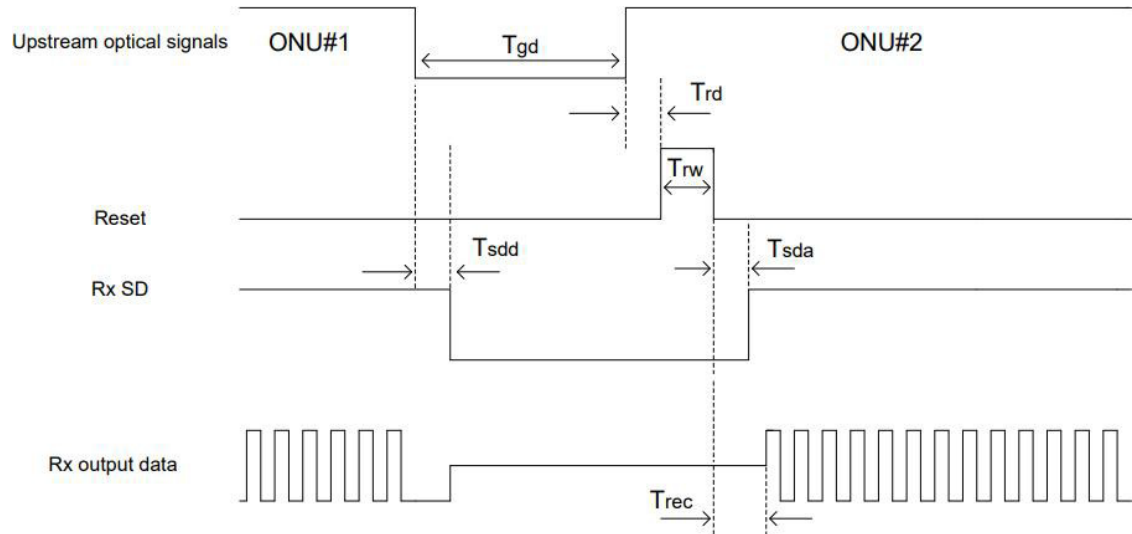 Upstream optical signals
ONU#1
Tgd
ONU#2
Trd
Trw
Reset
Tsdd
Tsda
Rx SD
Rx output data
Trec